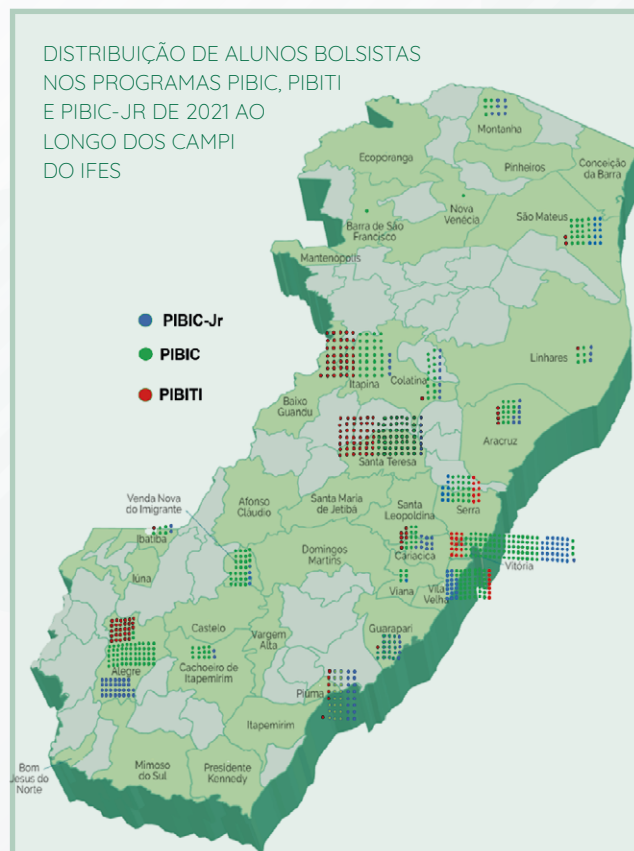 DISTRIBUIÇÃO DE ALUNOS BOLSISTAS
NOS PROGRAMAS PIBIC, PIBITI
E PIBIC-JR DE 2021 AO
LONGO DOS CAMPI
DO IFES
Montanha
Ecoporanga
Pinheiros
Conceição
da Barra
Nova
Venécia
São Mateus
Barra de São
Francisco
Mantenópolis
PIBIC-Jr
PIBIC
PIBITI
Linhares
Itapina
Colatina
Baixo
Guandu
Aracruz
Santa Teresa
Venda Nova
do Imigrante
Afonso
Cláudio
Santa Maria
de Jetibá
Santa
Leopoldina
Serra
Ibatiba
Iúna
Domingos
Martins
Cariacica
Vitória
Viana
Vila
Velha
Castelo
Vargem
Alta
Guarapari
Alegre
Cachoeiro de
Itapemirim
Piúma
Itapemirim
Bom
Jesus do
Norte
Mimoso
do Sul
Presidente
Kennedy